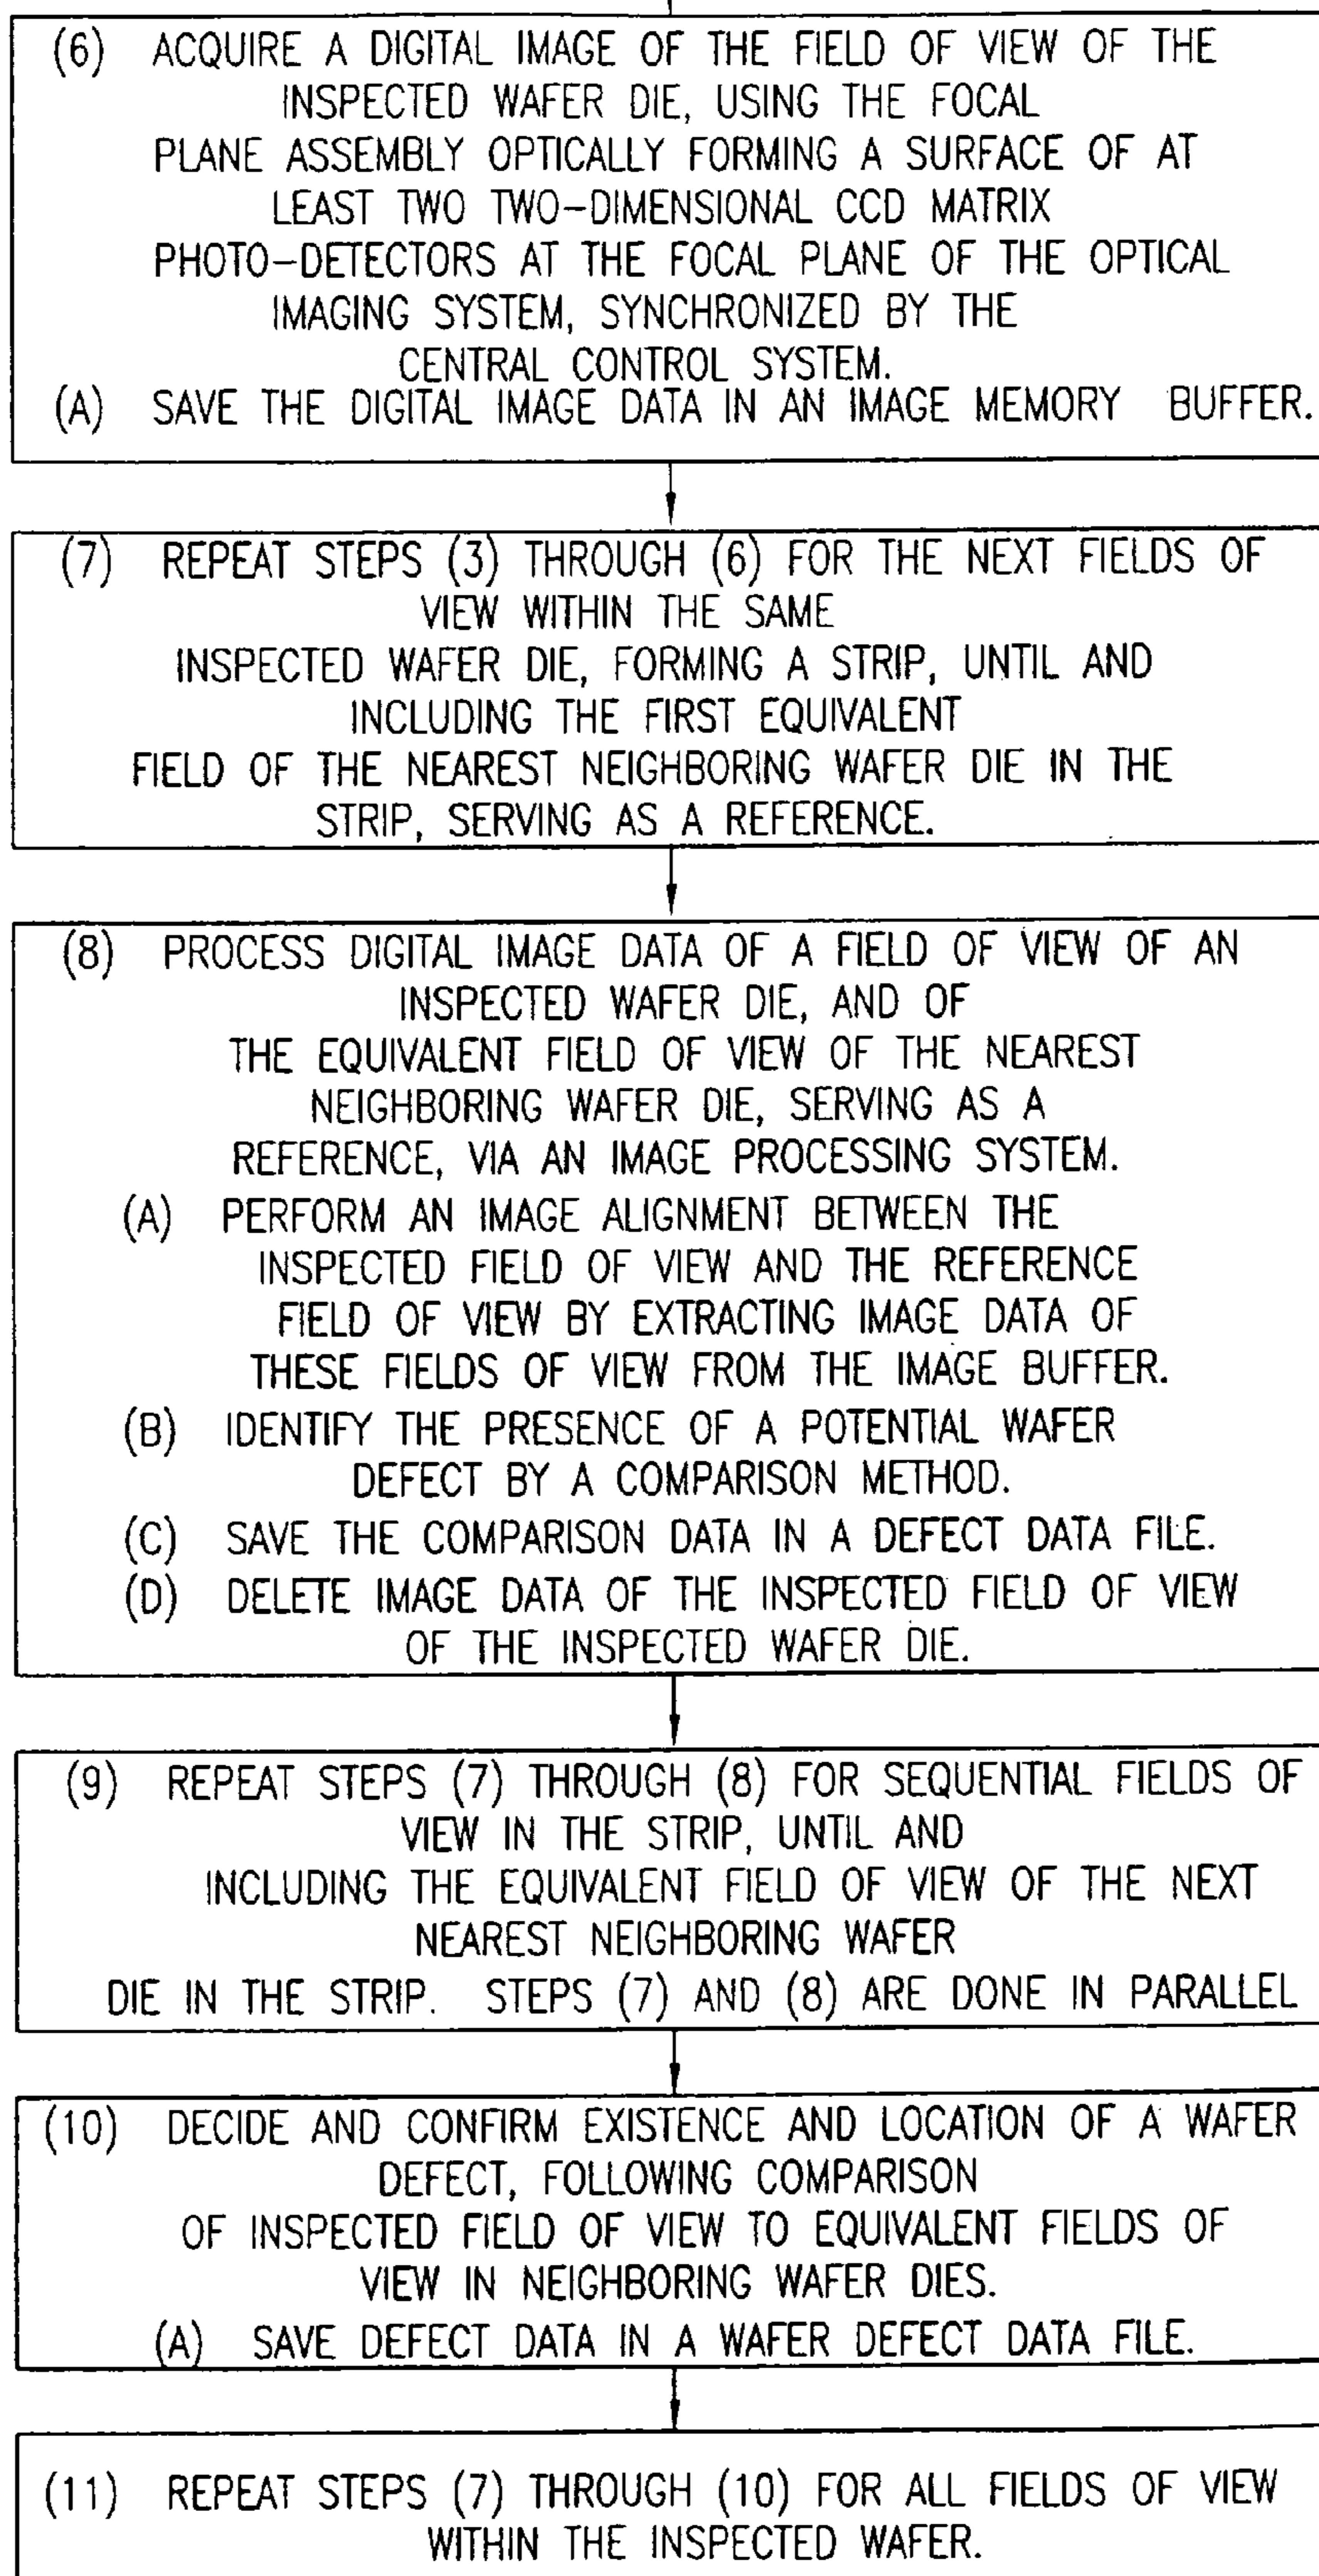 (6) ACQUIRE A DIGITAL IMAGE OF THE FIELD OF VIEW OF THE
INSPECTED WAFER DIE, USING THE FOCAL
PLANE ASSEMBLY OPTICALLY FORMING A SURFACE OF AT
LEAST TWO TWO-DIMENSIONAL CCD MATRIX
PHOTO-DETECTORS AT THE FOCAL PLANE OF THE OPTICAL
IMAGING SYSTEM, SYNCHRONIZED BY THE
CENTRAL CONTROL SYSTEM.
(A) SAVE THE DIGITAL IMAGE DATA IN AN IMAGE MEMORY BUFFER.
(7) REPEAT STEPS (3) THROUGH (6) FOR THE NEXT FIELDS OF
VIEW WITHIN THE SAME
INSPECTED WAFER DIE, FORMING A STRIP, UNTIL AND
INCLUDING THE FIRST EQUIVALENT
FIELD OF THE NEAREST NEIGHBORING WAFER DIE IN THE
STRIP, SERVING AS A REFERENCE.
(8) PROCESS DIGITAL IMAGE DATA OF A FIELD OF VIEW OF AN
INSPECTED WAFER DIE, AND OF
THE EQUIVALENT FIELD OF VIEW OF THE NEAREST
NEIGHBORING WAFER DIE, SERVING AS A
REFERENCE, VIA AN IMAGE PROCESSING SYSTEM.
(A) PERFORM AN IMAGE ALIGNMENT BETWEEN THE
INSPECTED FIELD OF VIEW AND THE REFERENCE
FIELD OF VIEW BY EXTRACTING IMAGE DATA OF
THESE FIELDS OF VIEW FROM THE IMAGE BUFFER.
(B) IDENTIFY THE PRESENCE OF A POTENTIAL WAFER
DEFECT BY A COMPARISON METHOD.
(C) SAVE THE COMPARISON DATA IN A DEFECT DATA FILE.
(D) DELETE IMAGE DATA OF THE INSPECTED FIELD OF VIEW
OF THE INSPECTED WAFER DIE.
(9) REPEAT STEPS (7) THROUGH (8) FOR SEQUENTIAL FIELDS OF
VIEW IN THE STRIP, UNTIL AND
INCLUDING THE EQUIVALENT FIELD OF VIEW OF THE NEXT
NEAREST NEIGHBORING WAFER
DIE IN THE STRIP. STEPS (7) AND (8) ARE DONE IN PARALLEL
(10) DECIDE AND CONFIRM EXISTENCE AND LOCATION OF A WAFER
DEFECT, FOLLOWING COMPARISON
OF INSPECTED FIELD OF VIEW TO EQUIVALENT FIELDS OF
VIEW IN NEIGHBORING WAFER DIES.
(A) SAVE DEFECT DATA IN A WAFER DEFECT DATA FILE.
(11) REPEAT STEPS (7) THROUGH (10) FOR ALL FIELDS OF VIEW
WITHIN THE INSPECTED WAFER.